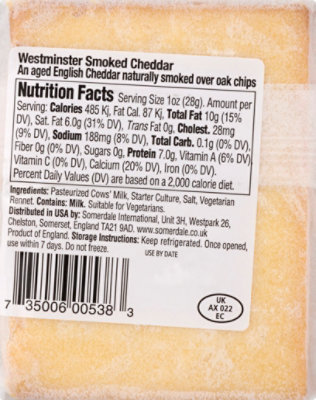 Westminster Smoked Cheddar
An aged English Cheddar naturally smoked over oak chips
Nutrition Facts Serving Size 1oz (28g). Amount per
Serving: Calories 485 Kj, Fat Cal. 87 Kj, Total Fat 10g (15%
DV), Sat. Fat 6.0g (31% DV), Trans Fat 0g, Cholest. 28mg
(9% DV), Sodium 188mg (8% DV), Total Carb. 0.1g (0% DV),
Fiber 0g (0% DV), Sugars 0g, Protein 7.0g, Vitamin A (6% DV)
Vitamin C (0% DV), Calcium (20% DV), Iron (0% DV).
Percent Daily Values (DV) are based on a 2,000 calorie diet.
Ingredients: Pasteurized Cows' Milk, Starter Culture, Salt, Vegetarian
Rennet. Contains: Milk. Suitable for Vegetarians.
Distributed in USA by: Somerdale International, Unit 3H, Westpark 26,
Chelston, Somerset, England TA21 9AD. www.somerdale.co.uk
Product of England. Storage Instructions: Keep refrigerated. Once opened,
use within 7 days. Do not freeze.
USE BY DATE
7 35006 00538 3
UK
AX 022
EC